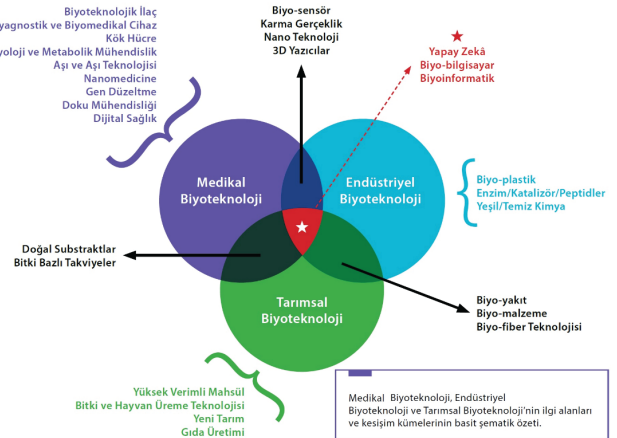 Biyoteknolojik İlaç
ve Biyomedikal Cihaz
Kök Hücre
ve Metabolik Mühendislik
Aşı ve Aşı Teknolojisi
Nanomedicine
Gen Düzeltme
Doku Mühendisliği
Dijital Sağlık
Biyo-sensör
Karma Gerçeklik
Nano Teknoloji
3D Yazıcılar
Yapay Zekâ
Biyo-bilgisayar
Biyoinformatik
Medikal
Biyoteknoloji
Endüstriyel
Biyoteknoloji
Biyo-plastik
Enzim/Katalizör/Peptidler
Yeşil/Temiz Kimya
Doğal Substraktlar
Bitki Bazlı Takviyeler
Tarımsal
Biyoteknoloji
Biyo-yakıt
Biyo-malzeme
Biyo-fiber Teknolojisi
Yüksek Verimli Mahsül
Bitki ve Hayvan Üreme Teknolojisi
Yeni Tarım
Gıda Üretimi
Medikal Biyoteknoloji, Endüstriyel
Biyoteknoloji ve Tarımsal Biyoteknoloji'nin ilgi alanları
ve kesişim kümelerinin basit şematik özeti.